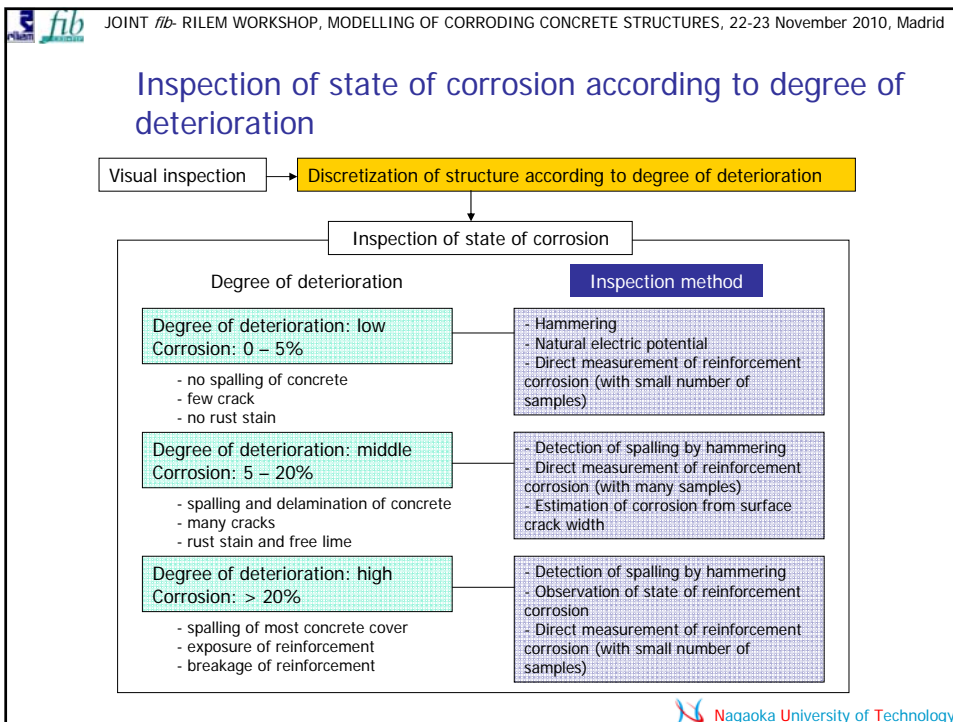 rilem fib JOINT fib- RILEM WORKSHOP, MODELLING OF CORRODING CONCRETE STRUCTURES, 22-23 November 2010, Madrid
Inspection of state of corrosion according to degree of
deterioration
Visual inspection
Discretization of structure according to degree of deterioration
Inspection of state of corrosion
Degree of deterioration
Inspection method
Degree of deterioration: low
Corrosion: 0 – 5%
- no spalling of concrete
- few crack
- no rust stain
- Hammering
- Natural electric potential
- Direct measurement of reinforcement
corrosion (with small number of
samples)
Degree of deterioration: middle
Corrosion: 5 – 20%
- spalling and delamination of concrete
- many cracks
- rust stain and free lime
- Detection of spalling by hammering
- Direct measurement of reinforcement
corrosion (with many samples)
- Estimation of corrosion from surface
crack width
Degree of deterioration: high
Corrosion: > 20%
- spalling of most concrete cover
- exposure of reinforcement
- breakage of reinforcement
- Detection of spalling by hammering
- Observation of state of reinforcement
corrosion
- Direct measurement of reinforcement
corrosion (with small number of
samples)
Nagaoka University of Technology